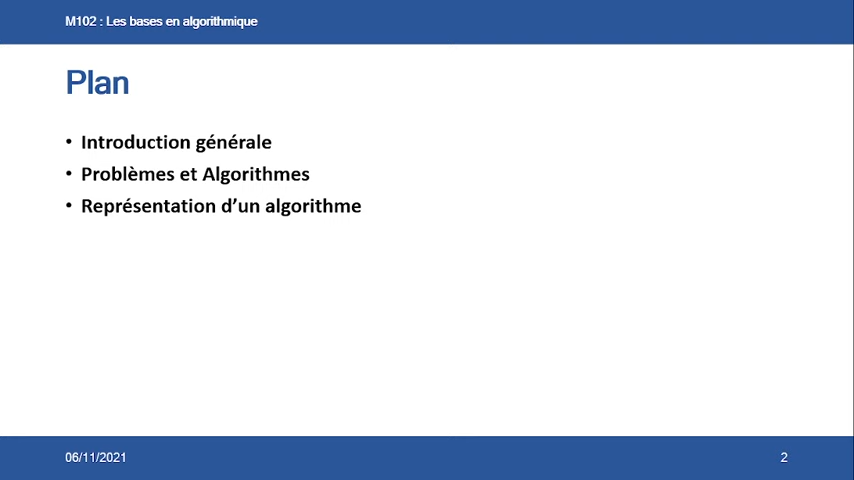 M102 : Les bases en algorithmique
Plan
• Introduction générale
• Problèmes et Algorithmes
• Représentation d’un algorithme
06/11/2021
2